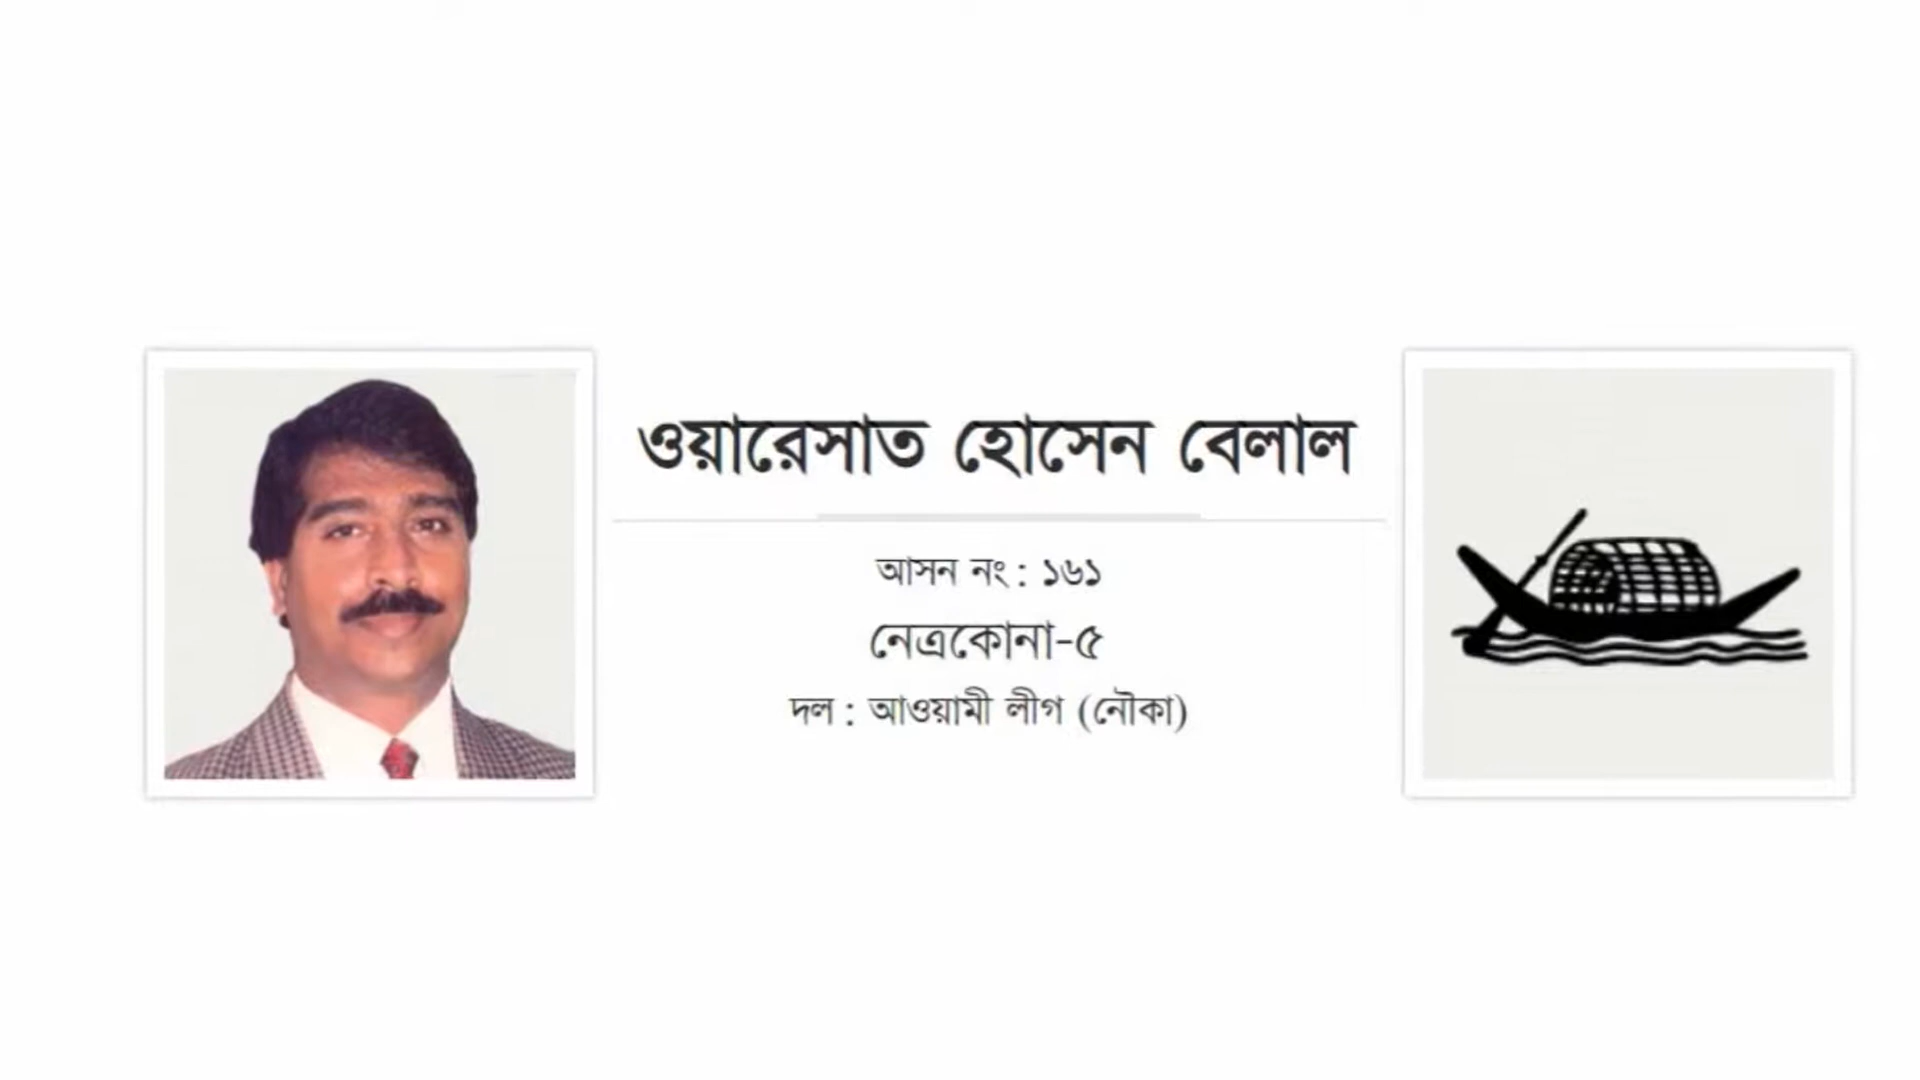 ওয়ারেসাত হোসেন বেলাল
আসন নং : ১৬১
নেত্রকোনা-৫
দল : আওয়ামী লীগ (নৌকা)